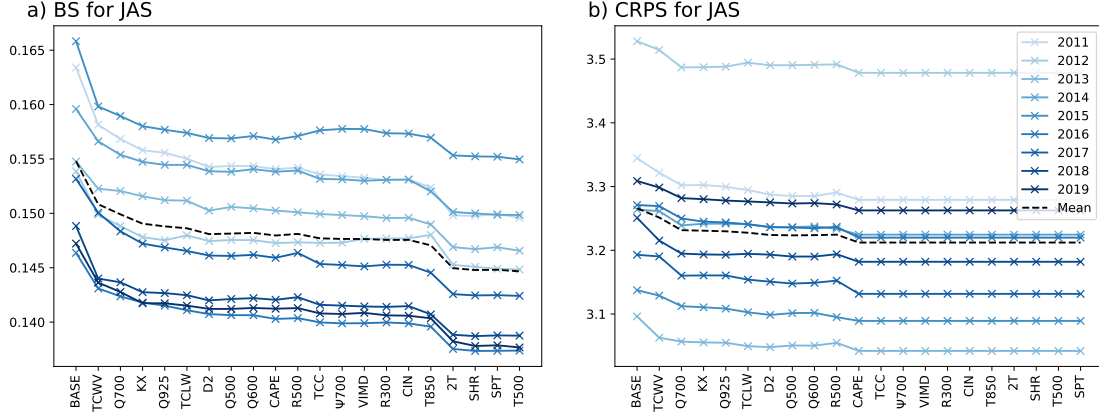 a) BS for JAS
0.165
0.160
0.155
0.150
0.145
0.140
BASE
TCWV
Q700
KX
Q925
TCLW
D2
Q500
Q600
CAPE
R500
TCC
Ψ700
VIMD
R300
CIN
T850
2T
SHR
SPT
T500
b) CRPS for JAS
3.5
3.4
3.3
3.2
3.1
2011
2012
2013
2014
2015
2016
2017
2018
2019
Mean
BASE
TCWV
Q700
KX
Q925
TCLW
D2
Q500
Q600
R500
CAPE
TCC
Ψ700
VIMD
R300
CIN
T850
2T
SHR
T500
SPT